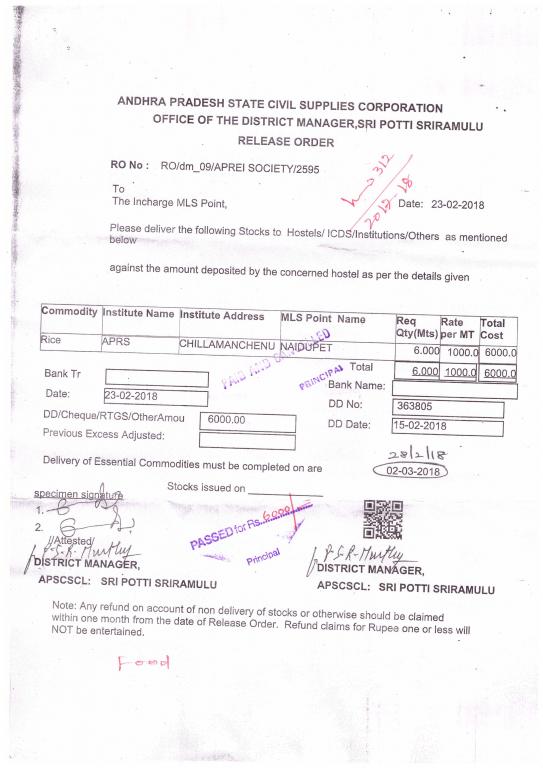 ANDHRA PRADESH STATE CIVIL SUPPLIES CORPORATION
OFFICE OF THE DISTRICT MANAGER,SRI POTTI SRIRAMULU
RELEASE ORDER
RO No : RO/dm_09/APREI SOCIETY/2595
312
2017-18
To
The Incharge MLS Point,
Date: 23-02-2018
Please deliver the following Stocks to Hostels/ ICDS/Institutions/Others as mentioned
below
against the amount deposited by the concerned hostel as per the details given
Commodity Institute Name Institute Address MLS Point Name Req Qty(Mts) Rate per MT Total Cost
Rice APRS CHILLAMANCHENU NAIDUPET 6.000 1000.0 6000.0
PAID AND CANCELLED
PRINCIPAL
Total 6.000 1000.0 6000.0
Bank Tr
Bank Name:
Date: 23-02-2018
DD No: 363805
DD/Cheque/RTGS/OtherAmou 6000.00
DD Date: 15-02-2018
Previous Excess Adjusted:
28/2/18
Delivery of Essential Commodities must be completed on are 02-03-2018
Stocks issued on
specimen signature
1.
2.
PASSED for Rs. 6000/-
Principal
//Attested/
P.S.R. Murthy
P.S.R. Murthy
DISTRICT MANAGER,
DISTRICT MANAGER,
APSCSCL: SRI POTTI SRIRAMULU
APSCSCL: SRI POTTI SRIRAMULU
Note: Any refund on account of non delivery of stocks or otherwise should be claimed
within one month from the date of Release Order. Refund claims for Rupee one or less will
NOT be entertained.
Food